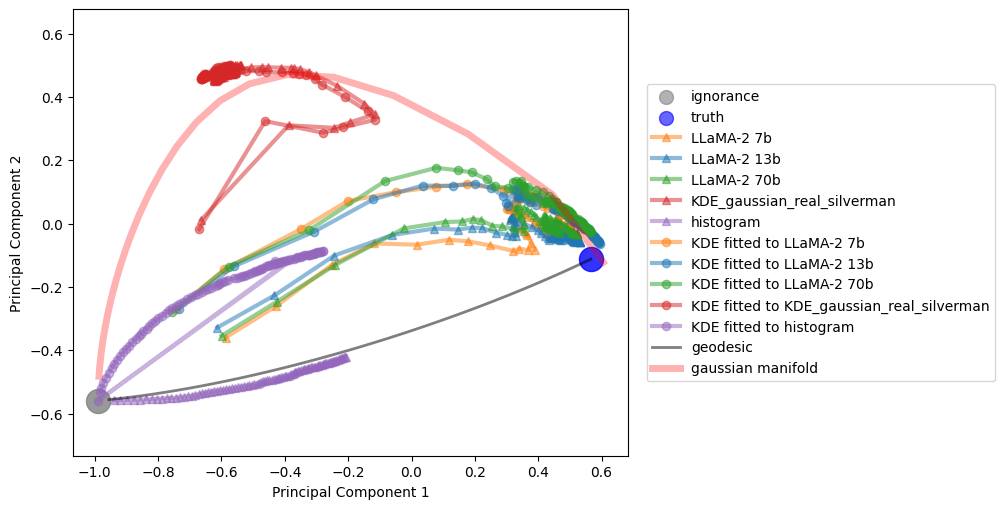 0.6
0.4
0.2
0.0
−0.2
−0.4
−0.6
Principal Component 2
−1.0 −0.8 −0.6 −0.4 −0.2 0.0 0.2 0.4 0.6
Principal Component 1
ignorance
truth
LLaMA-2 7b
LLaMA-2 13b
LLaMA-2 70b
KDE_gaussian_real_silverman
histogram
KDE fitted to LLaMA-2 7b
KDE fitted to LLaMA-2 13b
KDE fitted to LLaMA-2 70b
KDE fitted to KDE_gaussian_real_silverman
KDE fitted to histogram
geodesic
gaussian manifold